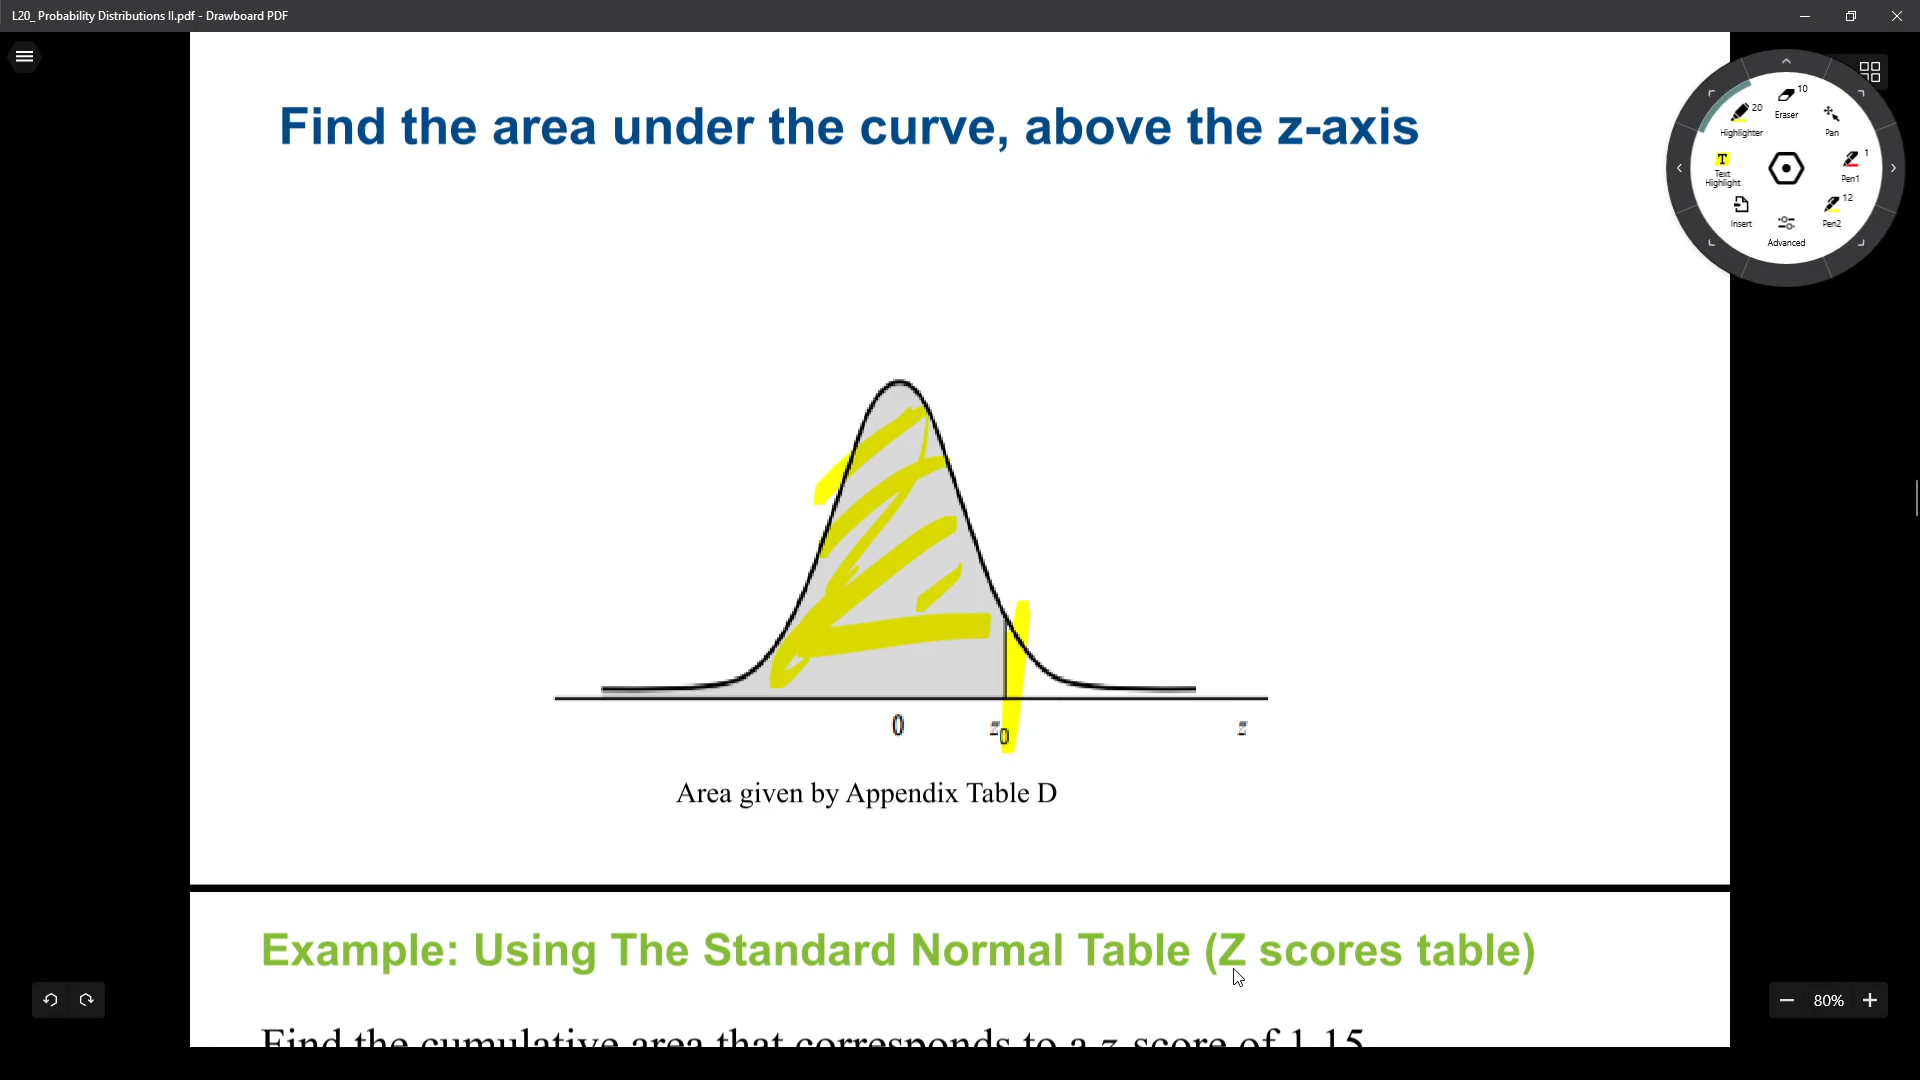 L20_ Probability Distributions II.pdf - Drawboard PDF
Find the area under the curve, above the z-axis
10
20
Eraser
Highlighter
Pan
T
1
Text
Highlight
Pen1
12
Insert
Pen2
Advanced
0
z0
z
Area given by Appendix Table D
Example: Using The Standard Normal Table (Z scores table)
80%
Find the cumulative area that corresponds to a z-score of 1.15